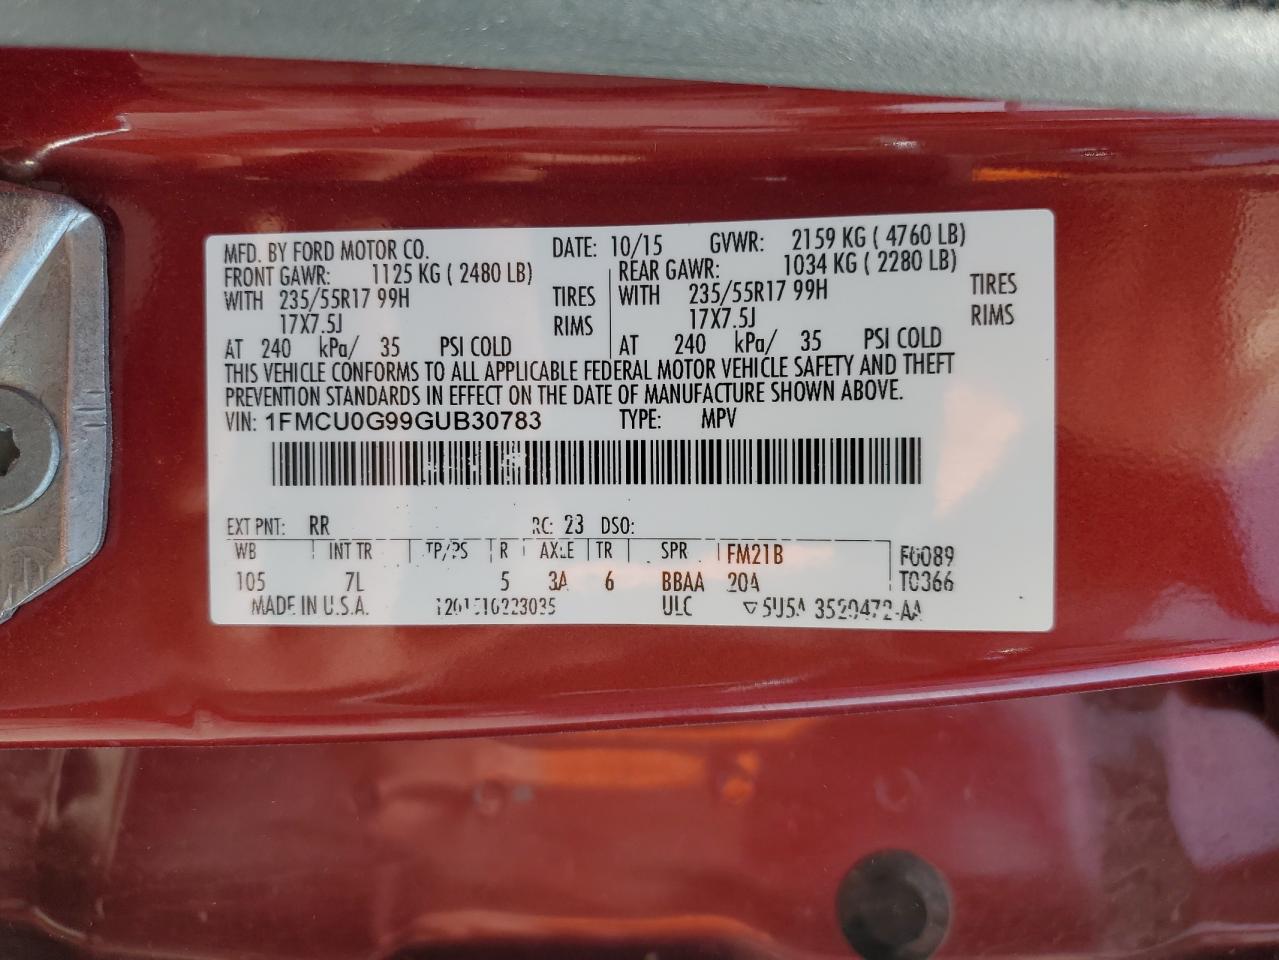 MFD. BY FORD MOTOR CO. DATE: 10/15 GVWR: 2159 KG ( 4760 LB)
FRONT GAWR: 1125 KG ( 2480 LB) REAR GAWR: 1034 KG ( 2280 LB)
WITH 235/55R17 99H TIRES WITH 235/55R17 99H TIRES
17X7.5J RIMS 17X7.5J RIMS
AT 240 kPa/ 35 PSI COLD AT 240 kPa/ 35 PSI COLD
THIS VEHICLE CONFORMS TO ALL APPLICABLE FEDERAL MOTOR VEHICLE SAFETY AND THEFT
PREVENTION STANDARDS IN EFFECT ON THE DATE OF MANUFACTURE SHOWN ABOVE.
VIN: 1FMCU0G99GUB30783 TYPE: MPV
EXT PNT: RR RC: 23 DSO:
WB INT TR TP/PS R AXLE TR SPR FM21B F0089
105 7L 5 3A 6 BBAA 20A T0366
MADE IN U.S.A. ULC